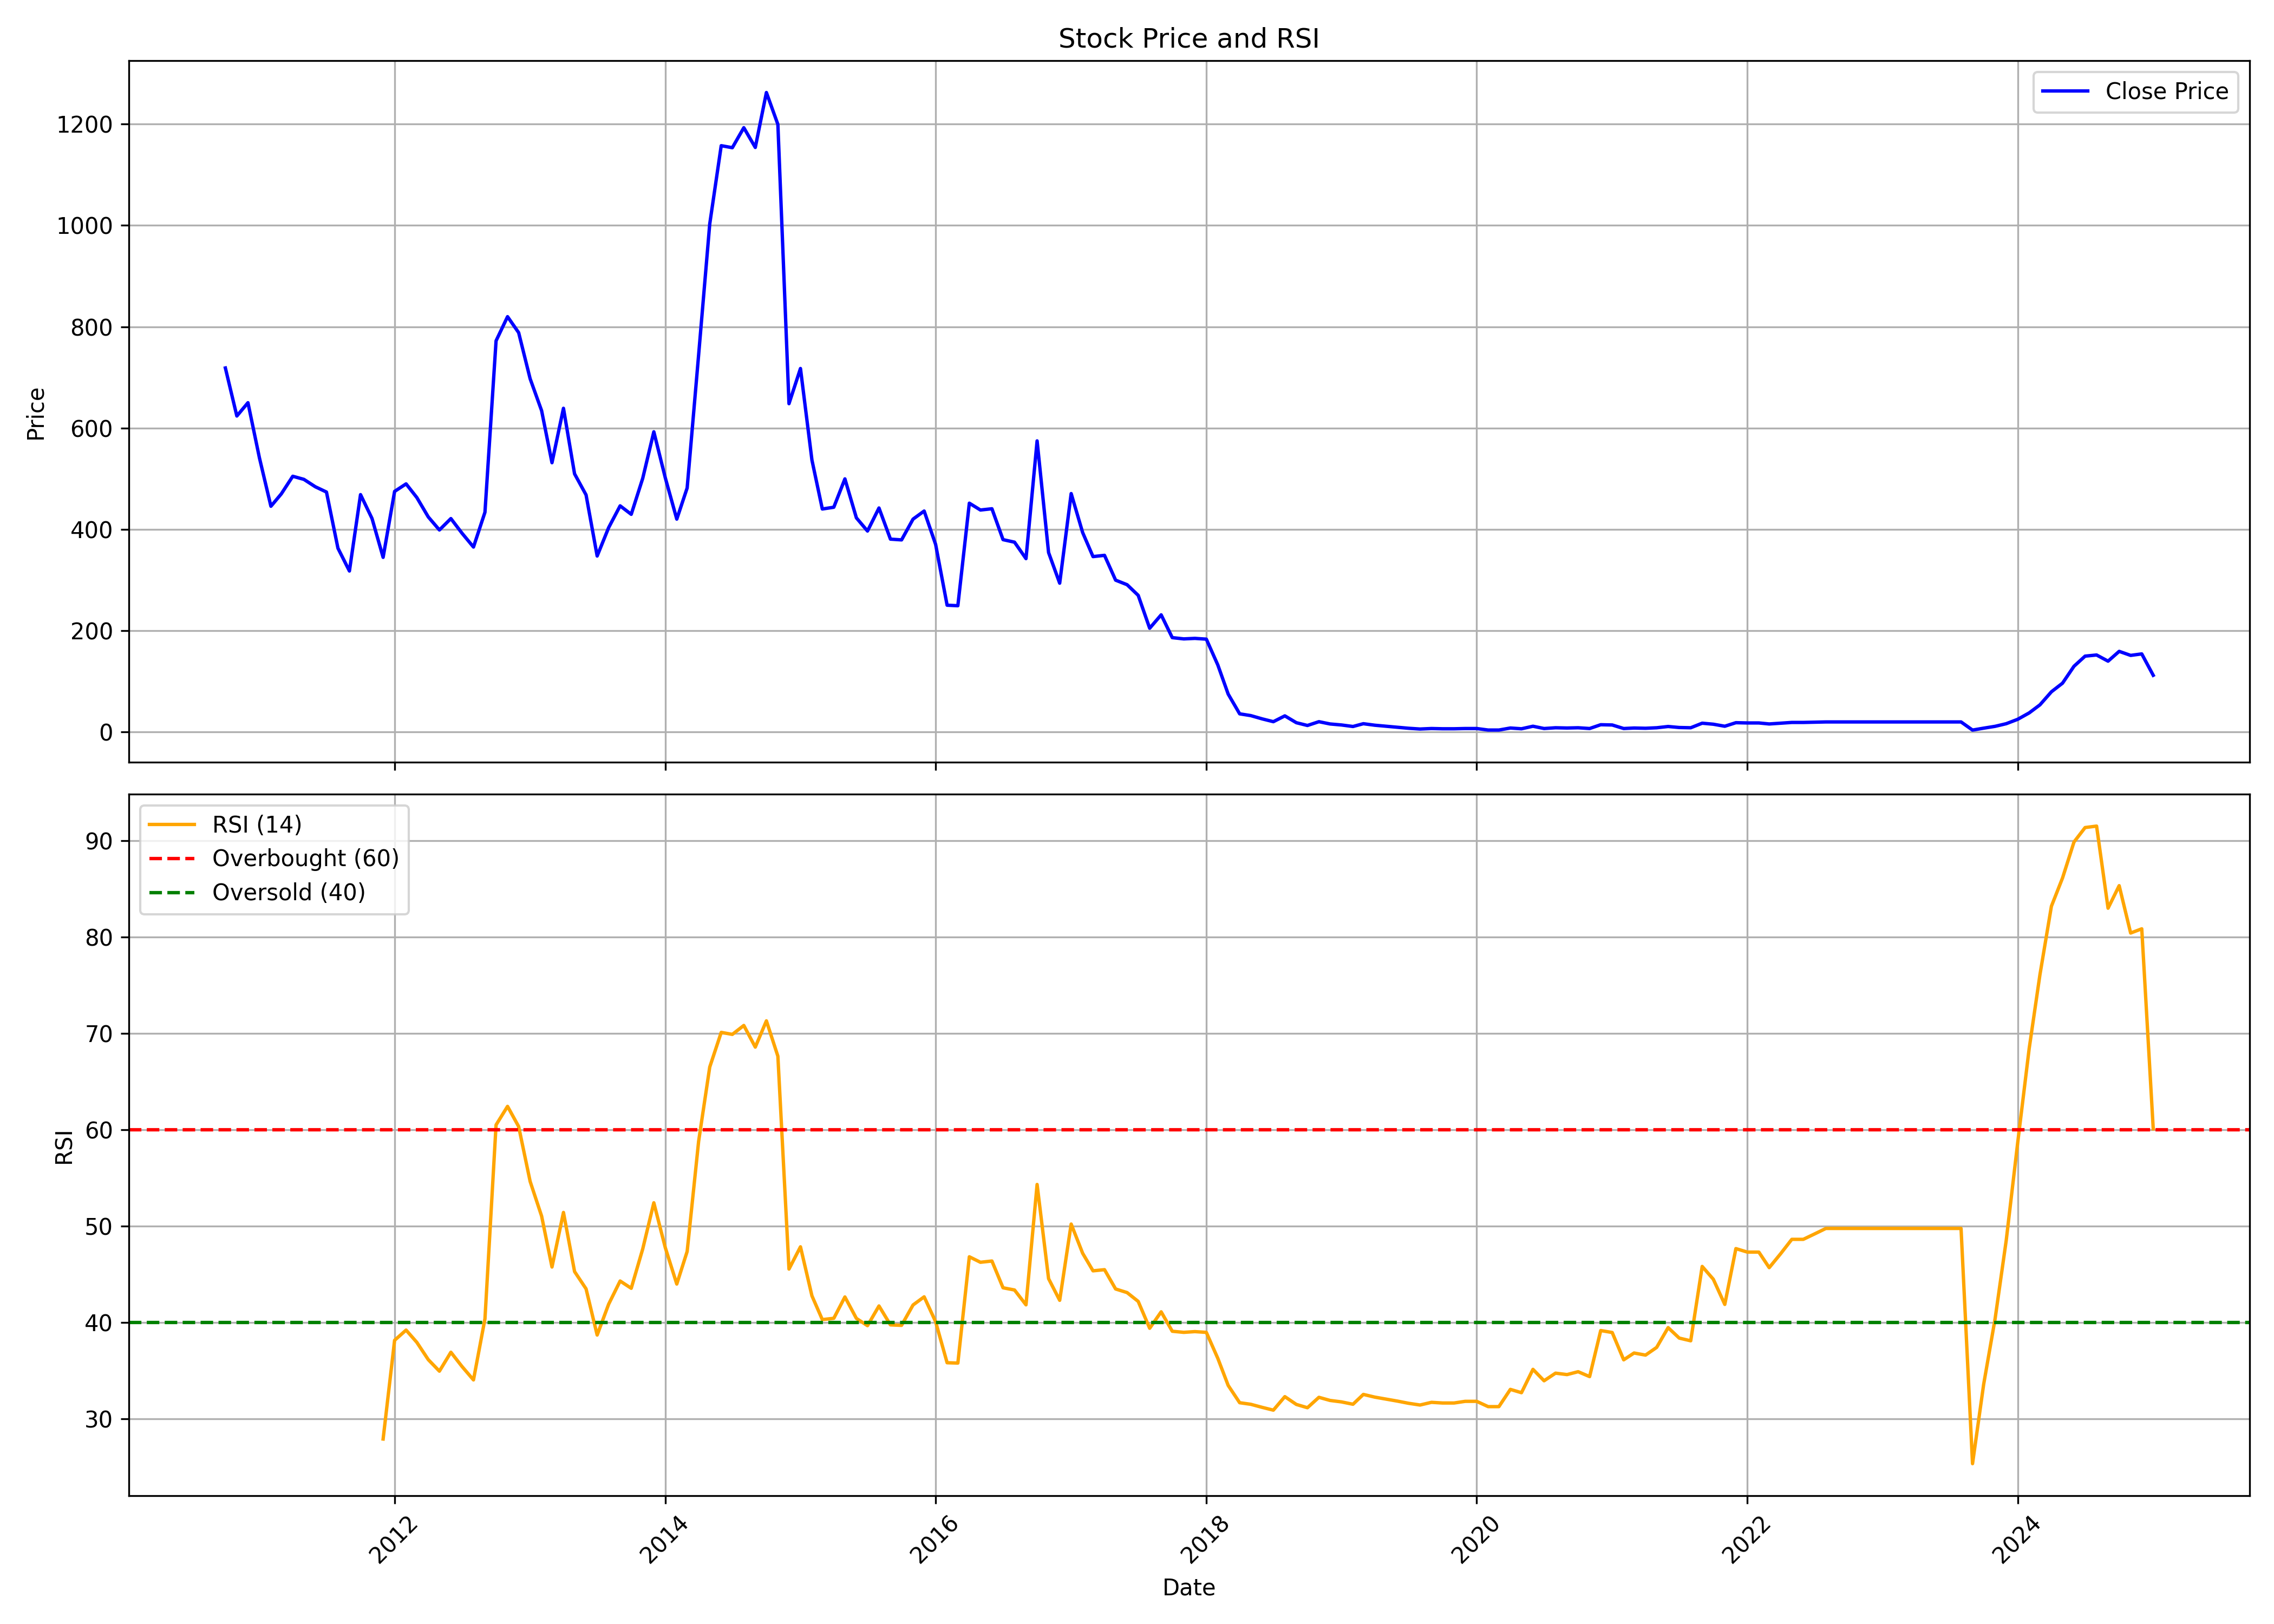 Stock Price and RSI
Close Price
Price
1200
1000
800
600
400
200
0
RSI (14)
Overbought (60)
Oversold (40)
RSI
90
80
70
60
50
40
30
2012
2014
2016
2018
2020
2022
2024
Date